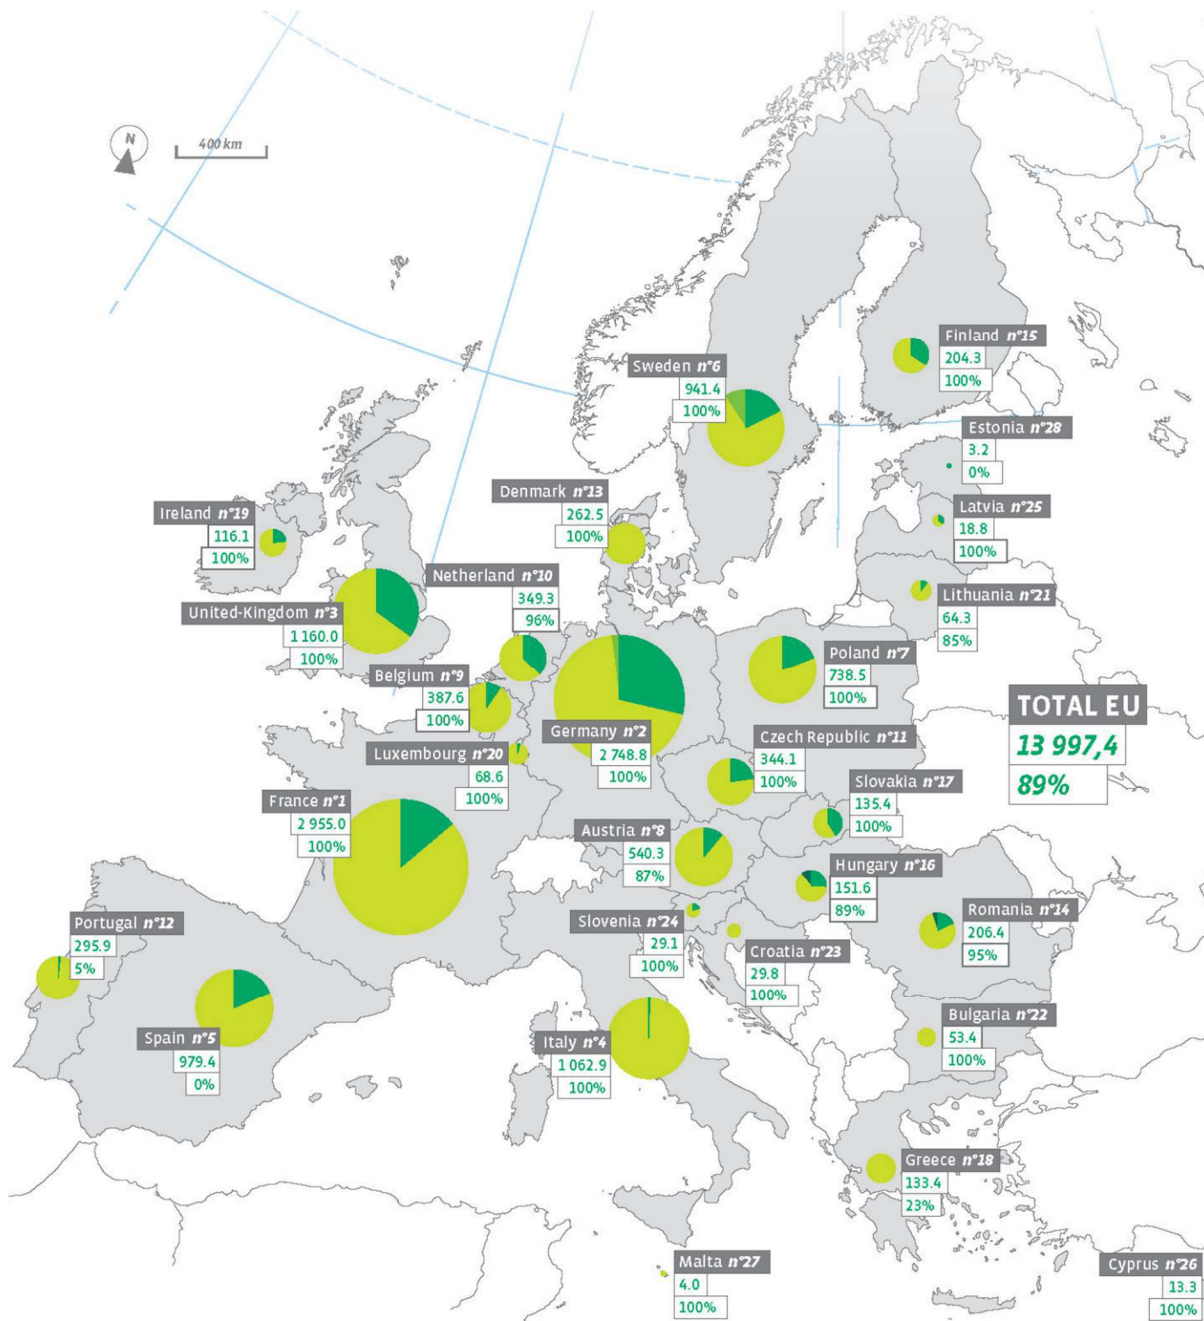 N
400 km
Finland n°15
204.3
100%
Sweden n°6
941.4
100%
Estonia n°28
3.2
0%
Denmark n°13
262.5
100%
Latvia n°25
18.8
100%
Ireland n°19
116.1
100%
Netherland n°10
349.3
96%
Lithuania n°21
64.3
85%
United-Kingdom n°3
1 160.0
100%
Poland n°7
738.5
100%
Belgium n°9
387.6
100%
TOTAL EU
13 997,4
89%
Germany n°2
2 748.8
100%
Czech Republic n°11
344.1
100%
Luxembourg n°20
68.6
100%
Slovakia n°17
135.4
100%
France n°1
2 955.0
100%
Austria n°8
540.3
87%
Hungary n°16
151.6
89%
Romania n°14
206.4
95%
Portugal n°12
295.9
5%
Slovenia n°24
29.1
100%
Croatia n°23
29.8
100%
Bulgaria n°22
53.4
100%
Spain n°5
979.4
0%
Italy n°4
1 062.9
100%
Greece n°18
133.4
23%
Malta n°27
4.0
100%
Cyprus n°26
13.3
100%